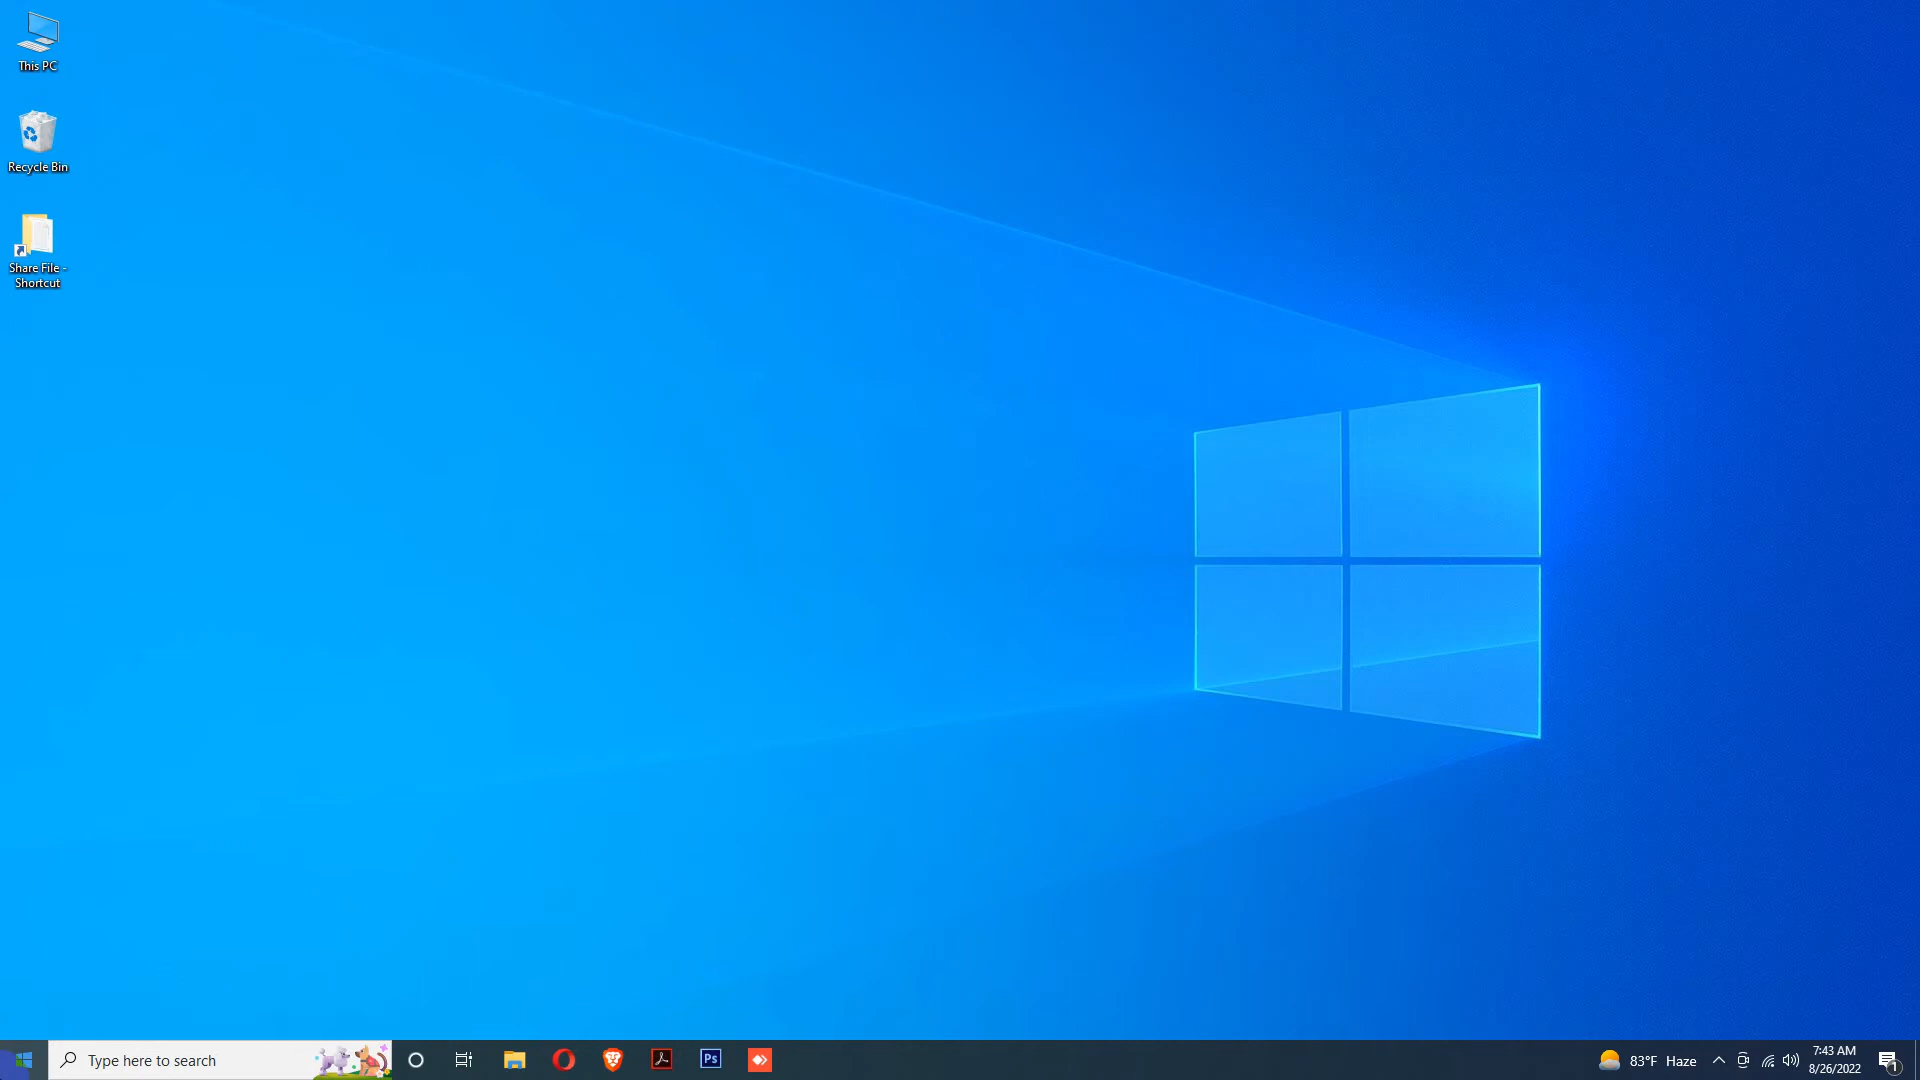 This PC
Recycle Bin
Share File -
Shortcut
Type here to search
Ps
83°F Haze
7:43 AM
8/26/2022
1